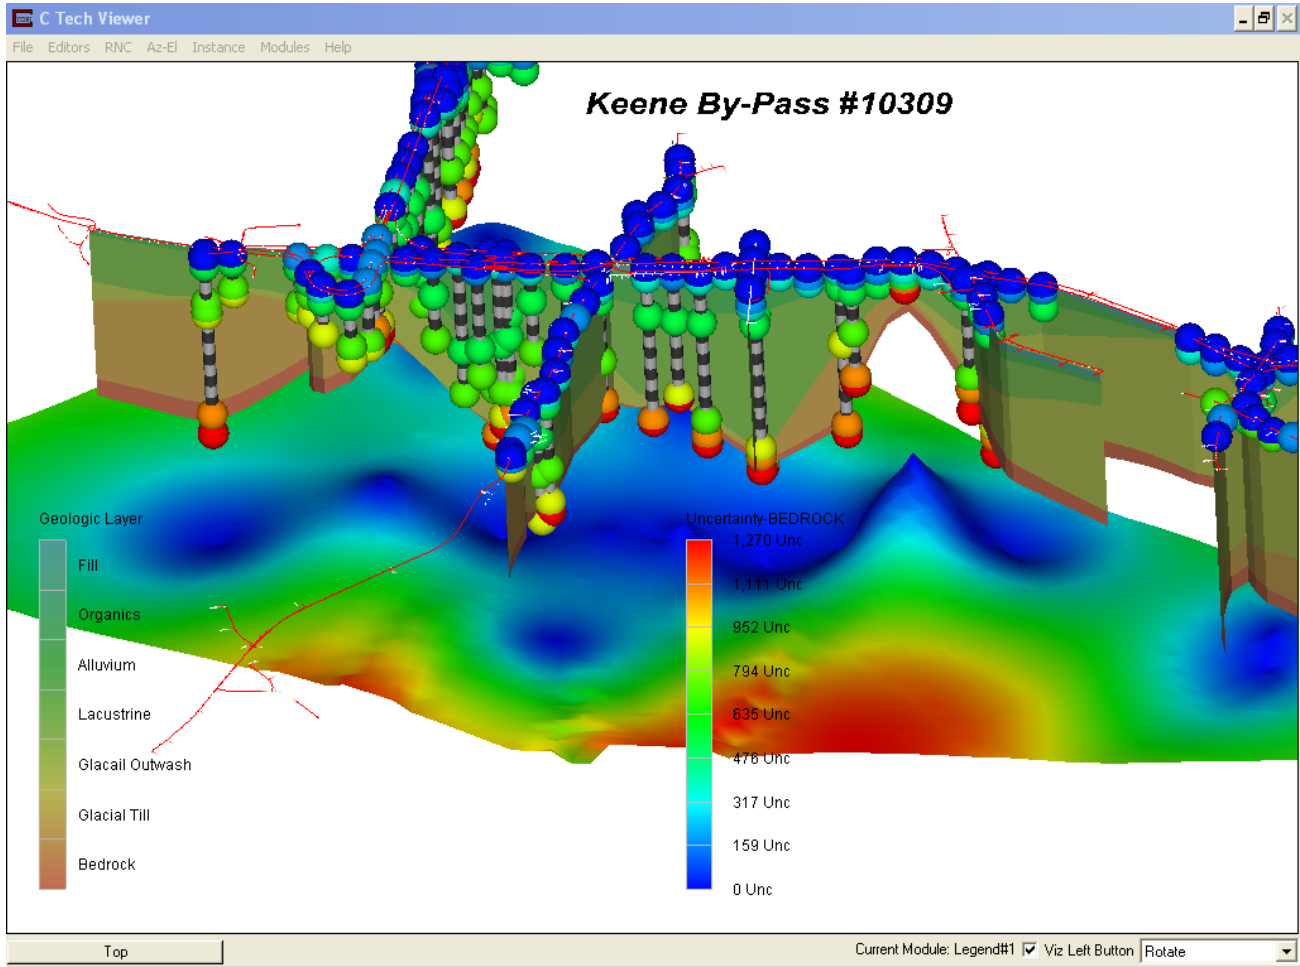 C Tech Viewer
File Editors RNC Az-El Instance Modules Help
Keene By-Pass #10309
Geologic Layer
Fill
Organics
Alluvium
Lacustrine
Glacail Outwash
Glacial Till
Bedrock
Uncertainty-BEDROCK
1,270 Unc
1,111 Unc
952 Unc
794 Unc
635 Unc
476 Unc
317 Unc
159 Unc
0 Unc
Top
Current Module: Legend#1 Viz Left Button Rotate